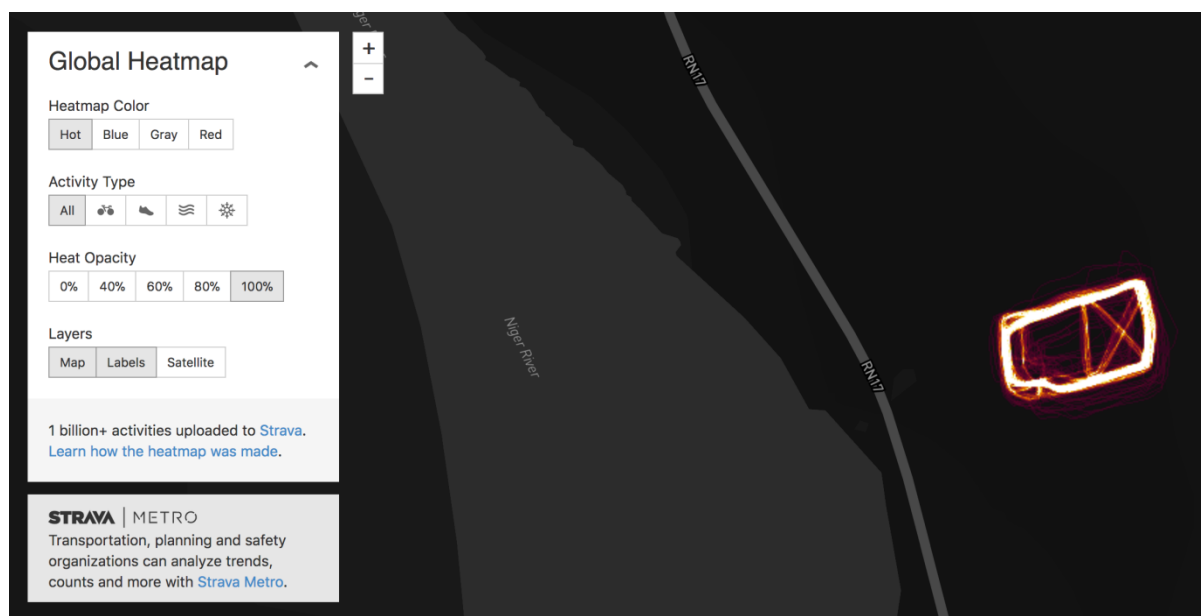 Global Heatmap
Heatmap Color
Hot Blue Gray Red
Activity Type
All
Heat Opacity
0% 40% 60% 80% 100%
Layers
Map Labels Satellite
1 billion+ activities uploaded to Strava.
Learn how the heatmap was made.
STRAVA | METRO
Transportation, planning and safety
organizations can analyze trends,
counts and more with Strava Metro.
+
-
RN17
Niger River
RN17